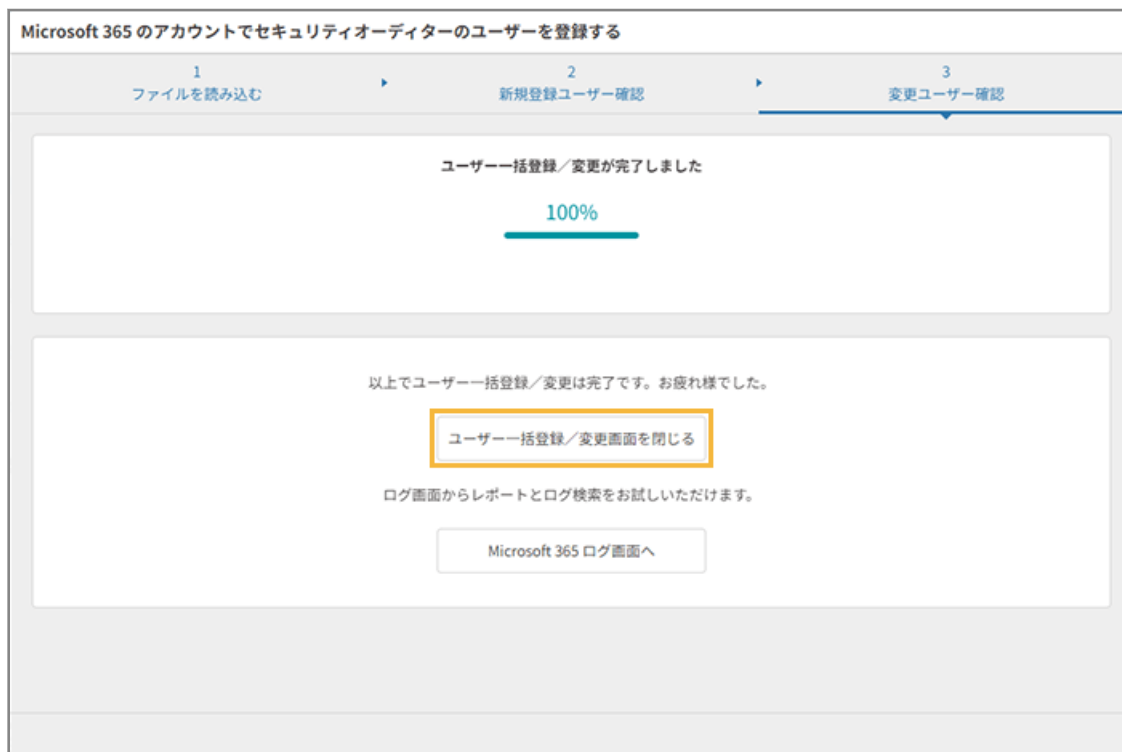 Microsoft 365 のアカウントでセキュリティオーディターのユーザーを登録する
1
ファイルを読み込む
2
新規登録ユーザー確認
3
変更ユーザー確認
ユーザー一括登録／変更が完了しました
100%
以上でユーザー一括登録／変更は完了です。お疲れ様でした。
ユーザー一括登録／変更画面を閉じる
ログ画面からレポートとログ検索をお試しいただけます。
Microsoft 365 ログ画面へ